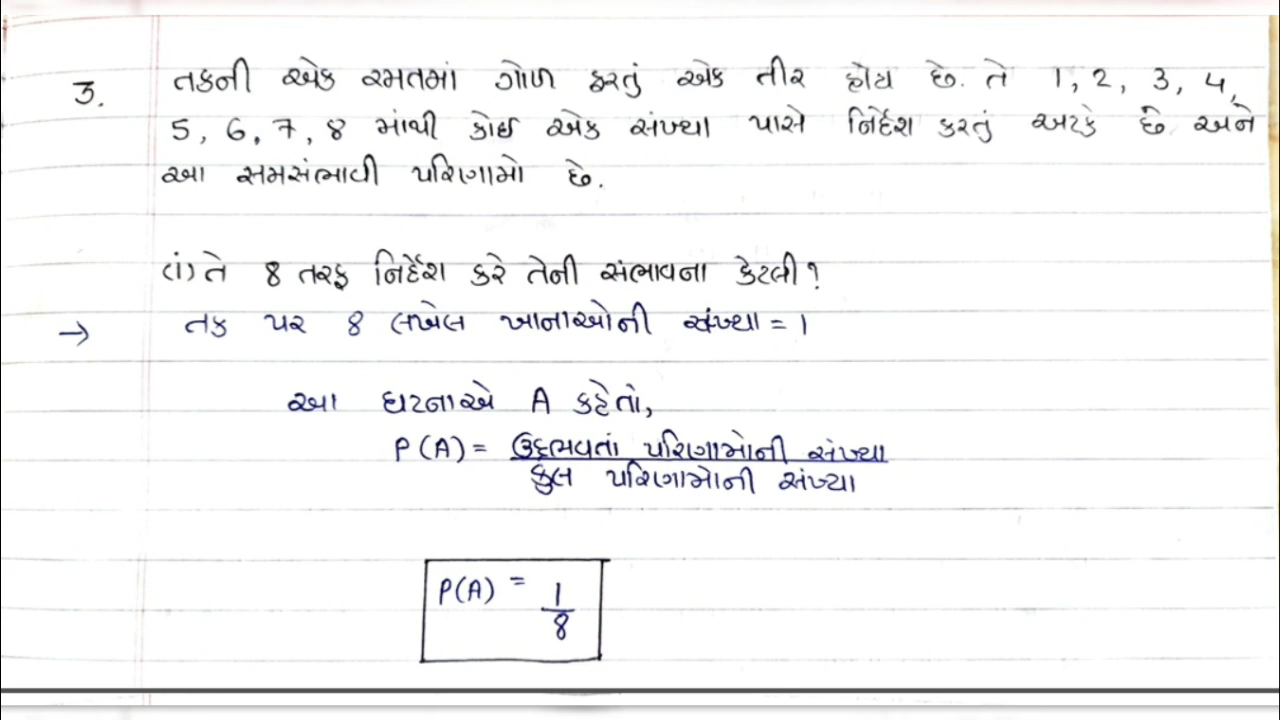 3. તકની એક રમતમાં ગોળ ફરતું એક તીર હોય છે. તે 1, 2, 3, 4,
5, 6, 7, 8 માંથી કોઈ એક સંખ્યા પાસે નિર્દેશ કરતું અટકે છે અને
આ સમસંભાવી પરિણામો છે.
(i) તે 8 તરફ નિર્દેશ કરે તેની સંભાવના કેટલી?
→ તક પર 8 લખેલ ખાનાઓની સંખ્યા = 1
આ ઘટનાએ A કહેતાં,
P(A) = ઉદ્દભવતાં પરિણામોની સંખ્યા
કુલ પરિણામોની સંખ્યા
P(A) = 1
8